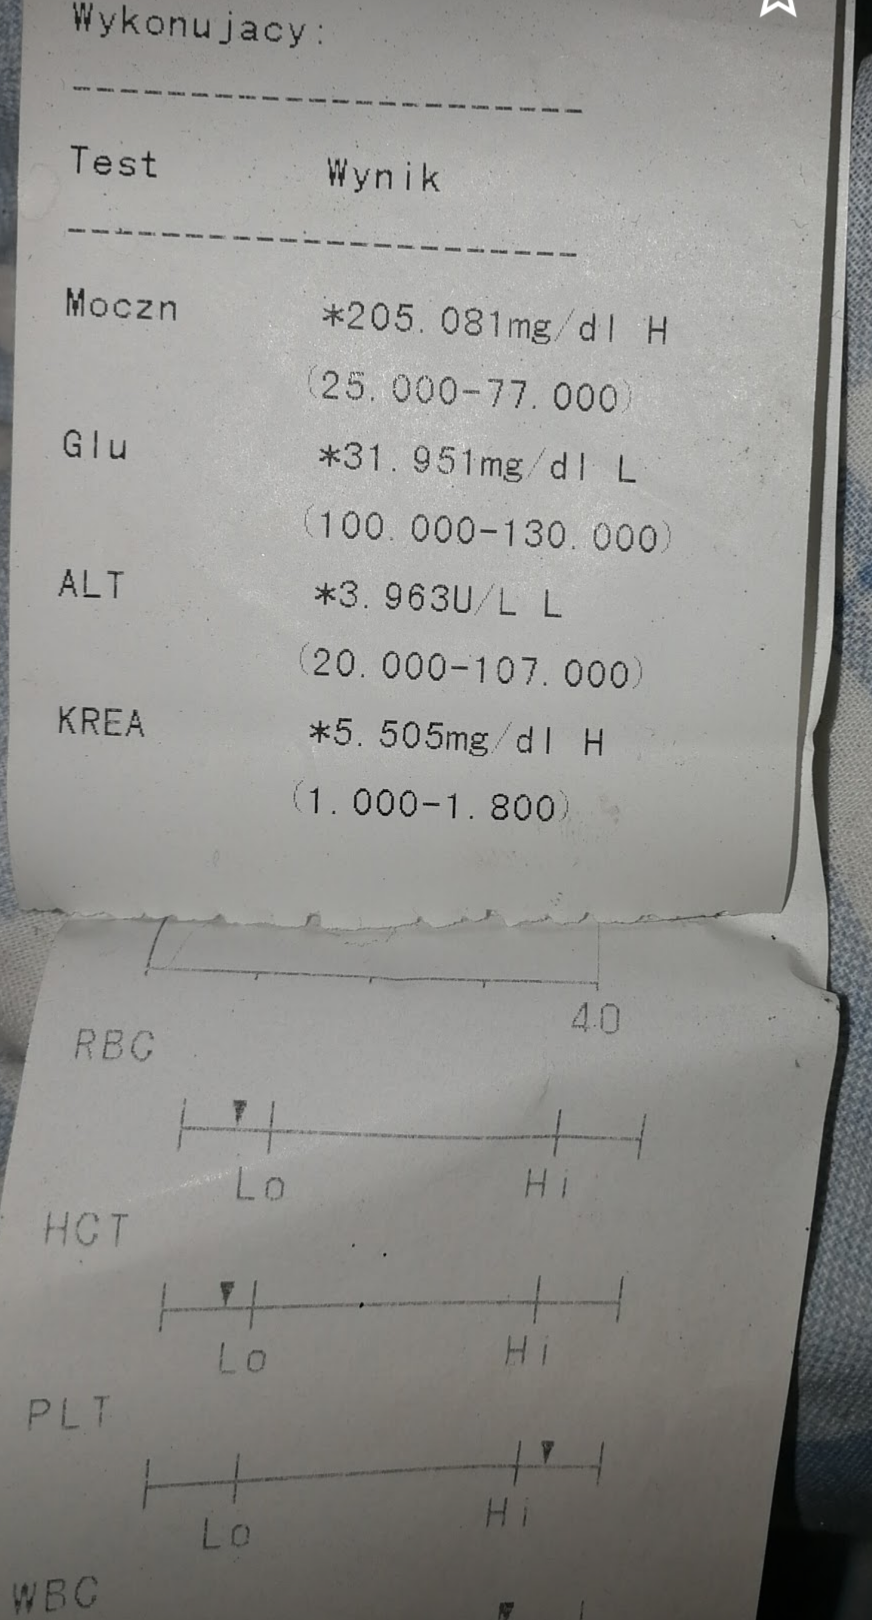 Wykonujacy:
------------------------
Test Wynik
------------------------
Moczn *205.081mg/dl H
(25.000-77.000)
Glu *31.951mg/dl L
(100.000-130.000)
ALT *3.963U/L L
(20.000-107.000)
KREA *5.505mg/dl H
(1.000-1.800)
40
RBC
Lo Hi
HCT
Lo Hi
PLT
Lo Hi
WBC